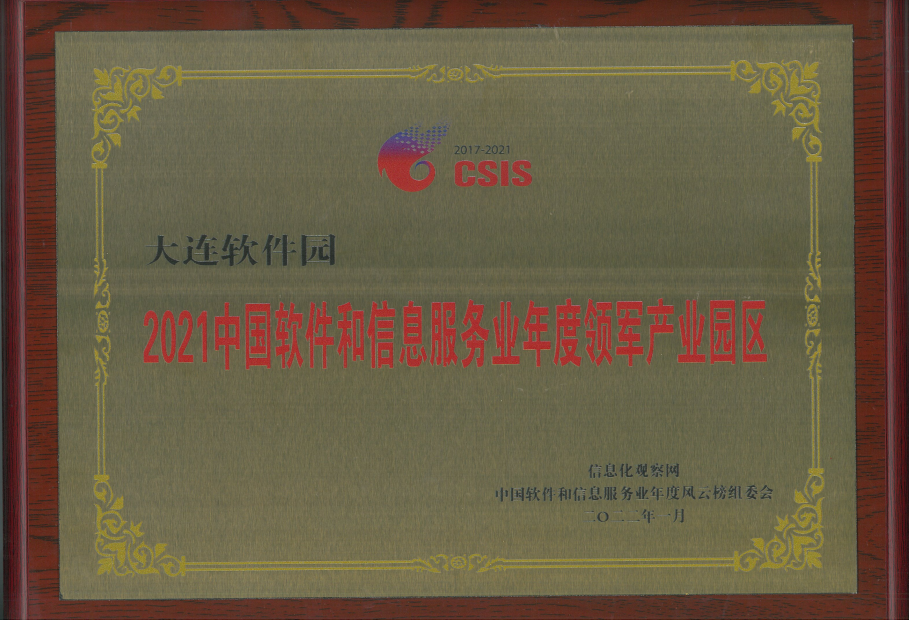 2017-2021
CSIS
大连软件园
2021中国软件和信息服务业年度领军产业园区
信息化观察网
中国软件和信息服务业年度风云榜组委会
二〇二二年一月